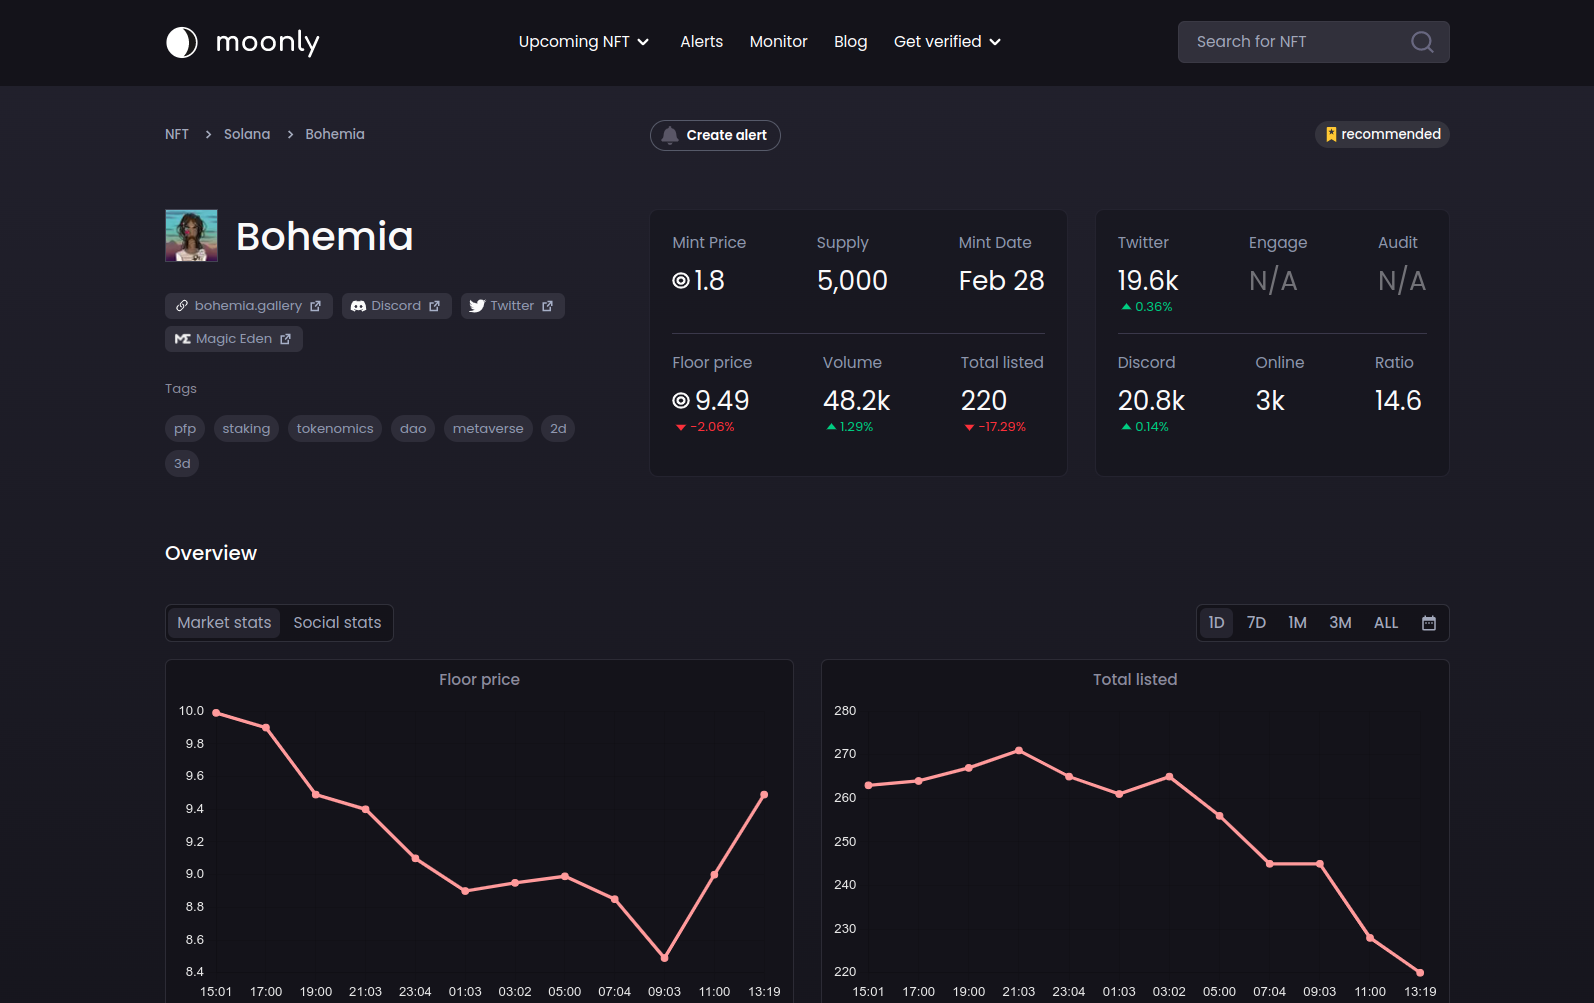 moonly
Upcoming NFT Alerts Monitor Blog Get verified
Search for NFT
NFT Solana Bohemia
Create alert
recommended
Bohemia
bohemia.gallery Discord Twitter
Magic Eden
Tags
pfp staking tokenomics dao metaverse 2d
3d
Mint Price Supply Mint Date
1.8 5,000 Feb 28
Floor price Volume Total listed
9.49 48.2k 220
-2.06% 1.29% -17.29%
Twitter Engage Audit
19.6k N/A N/A
0.36%
Discord Online Ratio
20.8k 3k 14.6
0.14%
Overview
Market stats Social stats
1D 7D 1M 3M ALL
Floor price
10.0
9.8
9.6
9.4
9.2
9.0
8.8
8.6
8.4
15:01 17:00 19:00 21:03 23:04 01:03 03:02 05:00 07:04 09:03 11:00 13:19
Total listed
280
270
260
250
240
230
220
15:01 17:00 19:00 21:03 23:04 01:03 03:02 05:00 07:04 09:03 11:00 13:19